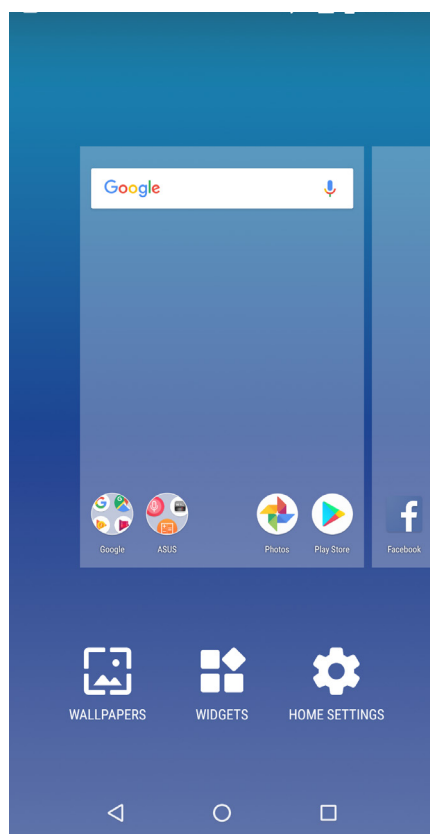 Google
Google
ASUS
Photos
Play Store
Facebook
WALLPAPERS
WIDGETS
HOME SETTINGS